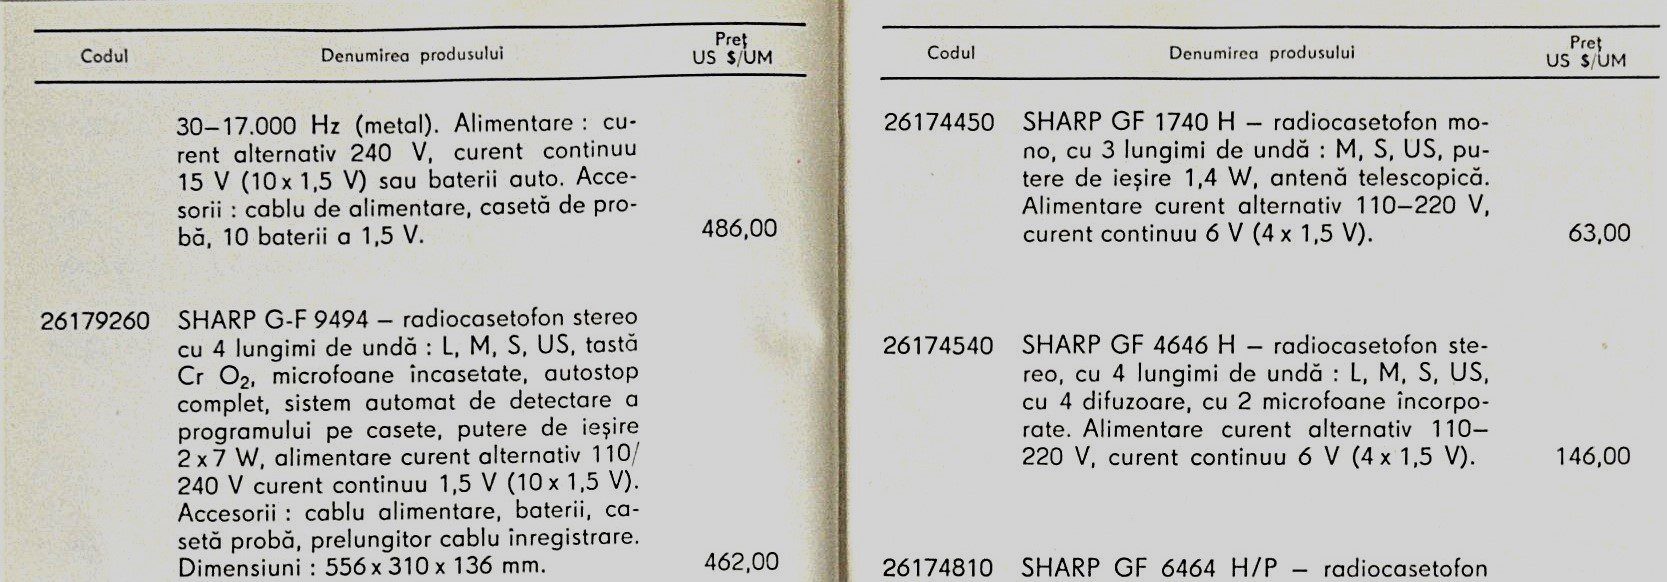 Codul Denumirea produsului Preţ
US $/UM
30–17.000 Hz (metal). Alimentare : cu-
rent alternativ 240 V, curent continuu
15 V (10 x 1,5 V) sau baterii auto. Acce-
sorii : cablu de alimentare, casetă de pro-
bă, 10 baterii a 1,5 V. 486,00
26179260 SHARP G-F 9494 – radiocasetofon stereo
cu 4 lungimi de undă : L, M, S, US, tastă
Cr O₂, microfoane încasetate, autostop
complet, sistem automat de detectare a
programului pe casete, putere de ieşire
2 x 7 W, alimentare curent alternativ 110/
240 V curent continuu 1,5 V (10 x 1,5 V).
Accesorii : cablu alimentare, baterii, ca-
setă probă, prelungitor cablu înregistrare.
Dimensiuni : 556 x 310 x 136 mm. 462,00
Codul Denumirea produsului Preţ
US $/UM
26174450 SHARP GF 1740 H – radiocasetofon mo-
no, cu 3 lungimi de undă : M, S, US, pu-
tere de ieşire 1,4 W, antenă telescopică.
Alimentare curent alternativ 110–220 V,
curent continuu 6 V (4 x 1,5 V). 63,00
26174540 SHARP GF 4646 H – radiocasetofon ste-
reo, cu 4 lungimi de undă : L, M, S, US,
cu 4 difuzoare, cu 2 microfoane încorpo-
rate. Alimentare curent alternativ 110–
220 V, curent continuu 6 V (4 x 1,5 V). 146,00
26174810 SHARP GF 6464 H/P – radiocasetofon